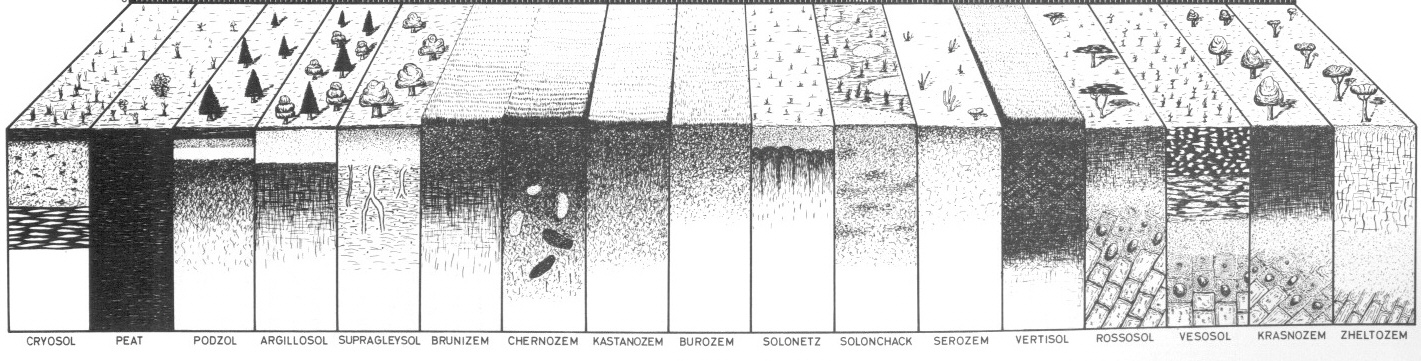 CRYOSOL PEAT PODZOL ARGILLOSOL SUPRAGLEYSOL BRUNIZEM CHERNOZEM KASTANOZEM BUROZEM SOLONETZ SOLONCHACK SEROZEM VERTISOL ROSSOSOL VESOSOL KRASNOZEM ZHELTOZEM